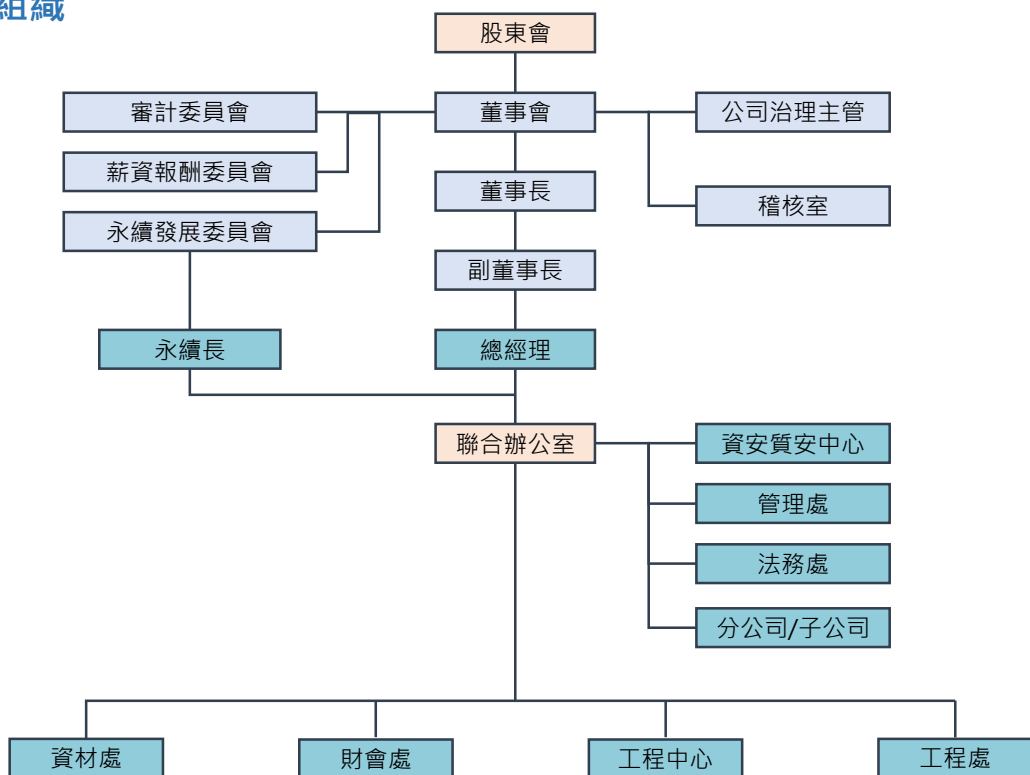 組織
股東會
審計委員會
董事會
公司治理主管
薪資報酬委員會
董事長
稽核室
永續發展委員會
副董事長
永續長
總經理
聯合辦公室
資安質安中心
管理處
法務處
分公司/子公司
資材處
財會處
工程中心
工程處